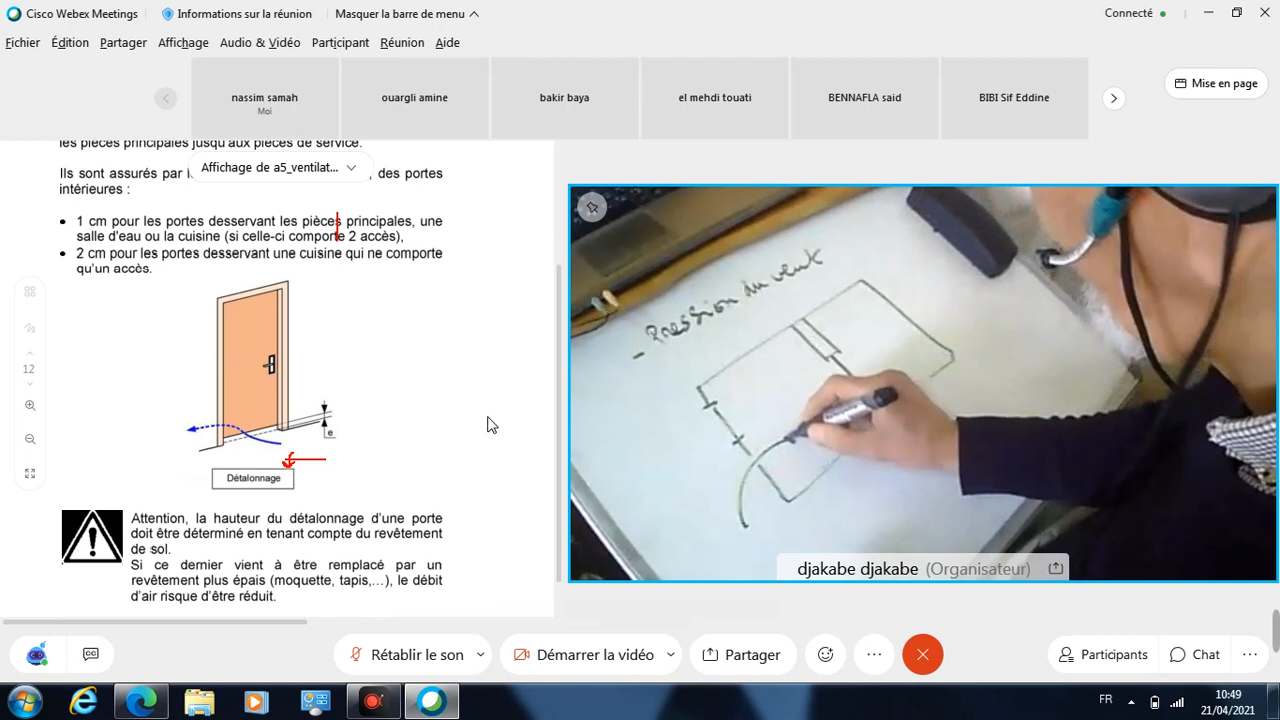 Cisco Webex Meetings
Informations sur la réunion
Masquer la barre de menu
Connecté
Fichier Édition Partager Affichage Audio & Vidéo Participant Réunion Aide
nassim samah
Moi
ouargli amine
bakir baya
el mehdi touati
BENNAFLA said
BIBI Sif Eddine
Mise en page
les pièces principales jusqu'aux pièces de service.
Affichage de a5_ventilat...
Ils sont assurés par
, des portes
intérieures :
• 1 cm pour les portes desservant les pièces principales, une
salle d'eau ou la cuisine (si celle-ci comporte 2 accès),
• 2 cm pour les portes desservant une cuisine qui ne comporte
qu'un accès.
12
e
Détalonnage
Attention, la hauteur du détalonnage d'une porte
doit être déterminé en tenant compte du revêtement
de sol.
Si ce dernier vient à être remplacé par un
revêtement plus épais (moquette, tapis,...), le débit
d'air risque d'être réduit.
- Pression du vent
djakabe djakabe (Organisateur)
Rétablir le son
Démarrer la vidéo
Partager
Participants
Chat
FR
10:49
21/04/2021